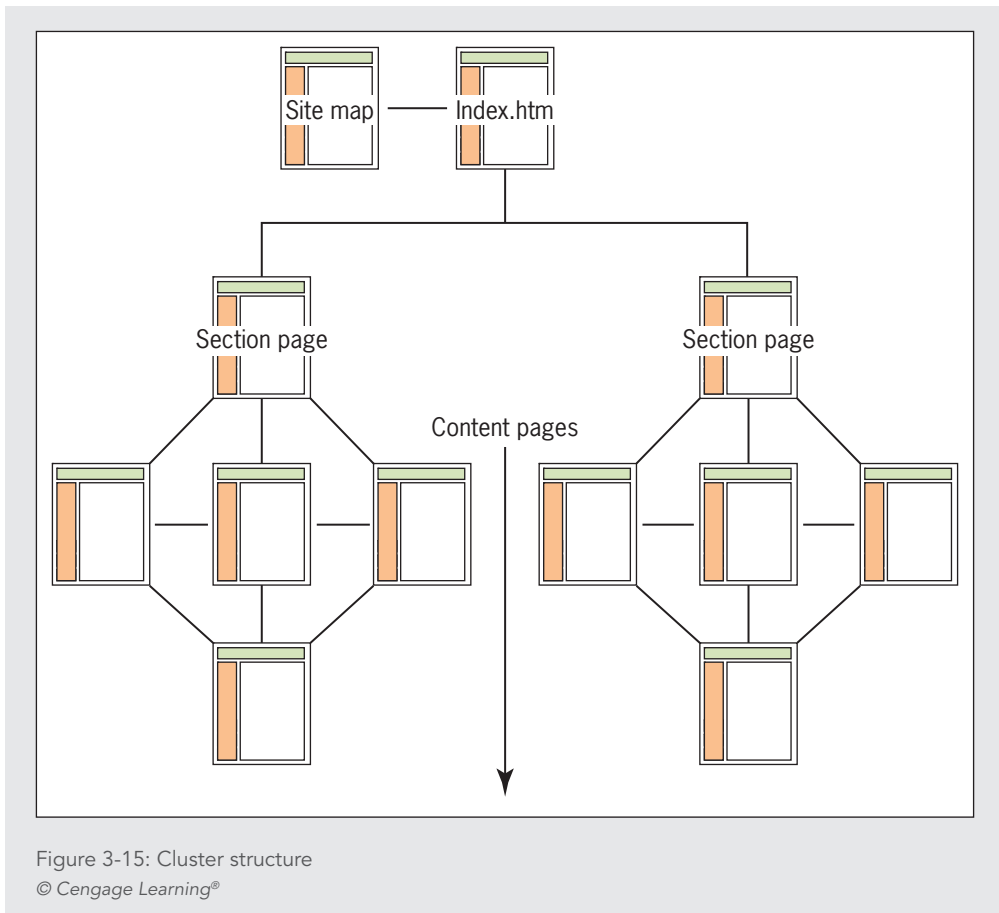 Site map
Index.htm
Section page
Section page
Content pages
Figure 3-15: Cluster structure
© Cengage Learning®